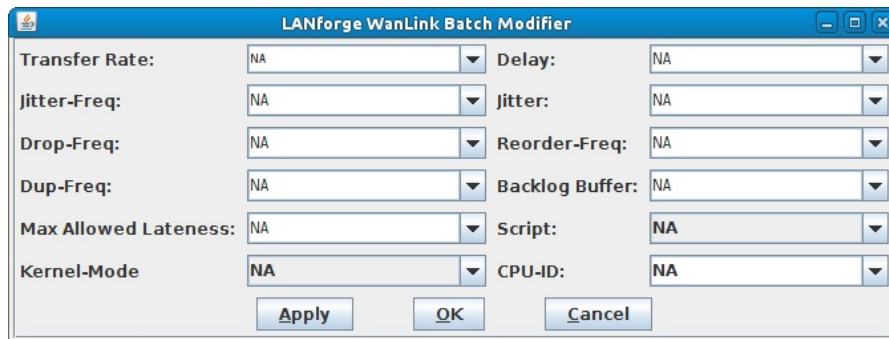 LANforge WanLink Batch Modifier
Transfer Rate: NA Delay: NA
Jitter-Freq: NA Jitter: NA
Drop-Freq: NA Reorder-Freq: NA
Dup-Freq: NA Backlog Buffer: NA
Max Allowed Lateness: NA Script: NA
Kernel-Mode NA CPU-ID: NA
Apply OK Cancel